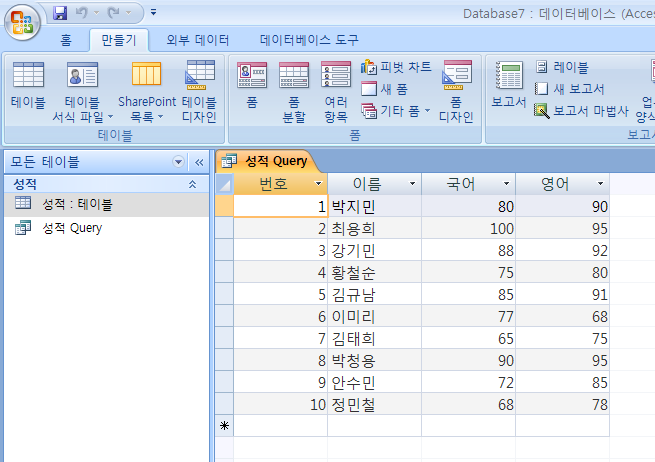 Database7 : 데이터베이스 (Acces
홈 만들기 외부 데이터 데이터베이스 도구
테이블 테이블 서식 파일 SharePoint 목록 테이블 디자인
테이블
폼 폼 분할 여러 항목 피벗 차트 새 폼 기타 폼 폼 디자인
폼
보고서 레이블 새 보고서 보고서 마법사 업 양식
보고
모든 테이블
성적
성적 : 테이블
성적 Query
성적 Query
번호 이름 국어 영어
1 박지민 80 90
2 최용희 100 95
3 강기민 88 92
4 황철순 75 80
5 김규남 85 91
6 이미리 77 68
7 김태희 65 75
8 박청용 90 95
9 안수민 72 85
10 정민철 68 78